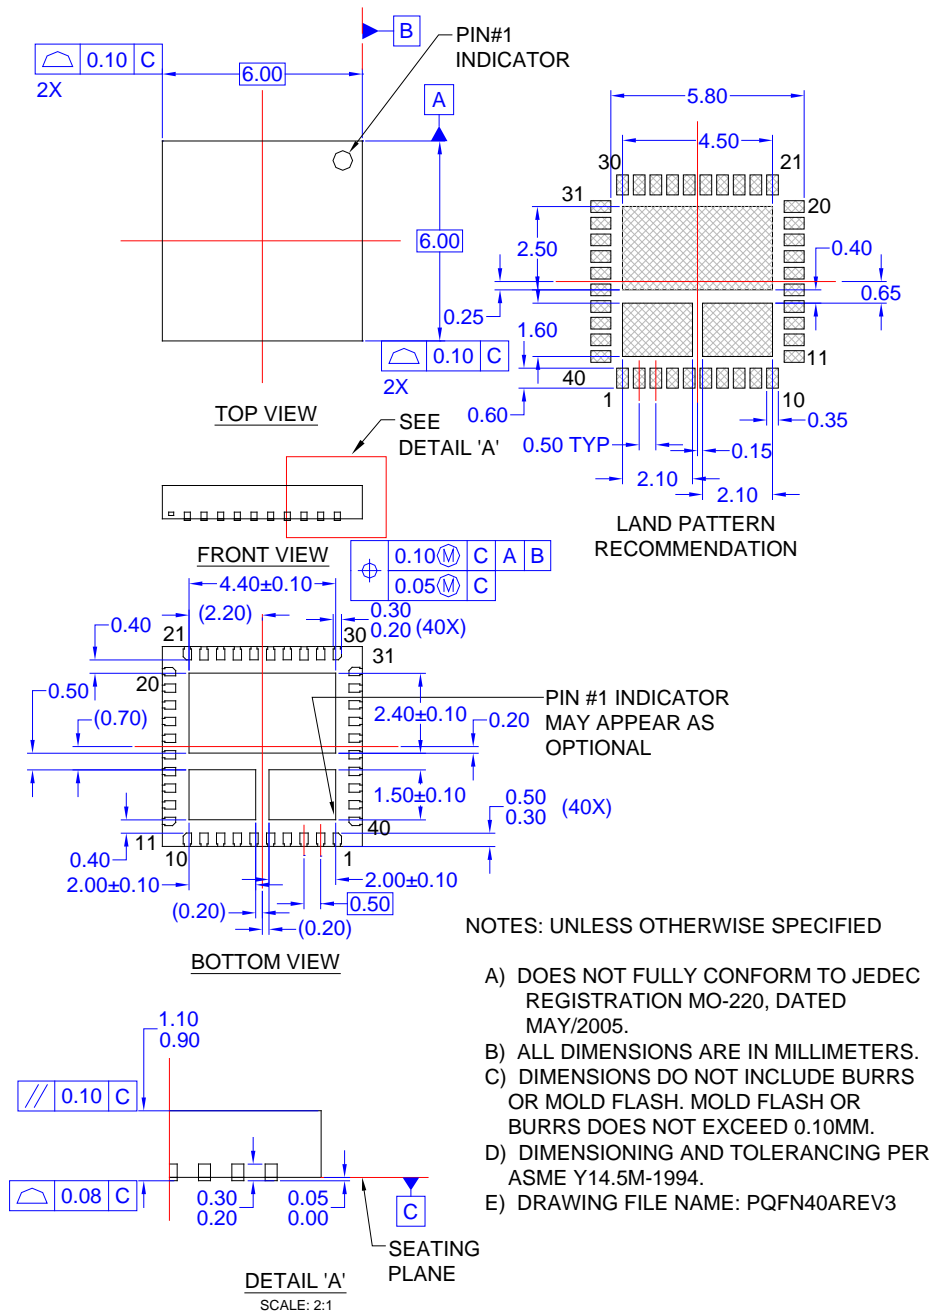 B
PIN#1
INDICATOR
0.10 C
2X
6.00
A
6.00
0.10 C
2X
TOP VIEW
5.80
4.50
30
21
31
20
2.50
0.40
0.65
0.25
1.60
11
40
1
10
0.60
0.35
0.50 TYP
0.15
2.10
2.10
LAND PATTERN
RECOMMENDATION
SEE
DETAIL 'A'
FRONT VIEW
0.10 Ⓜ C A B
0.05 Ⓜ C
4.40±0.10
(2.20)
0.30
0.20 (40X)
0.40
21
30
31
20
0.50
(0.70)
2.40±0.10
0.20
PIN #1 INDICATOR
MAY APPEAR AS
OPTIONAL
1.50±0.10
0.50
0.30 (40X)
40
11
10
1
0.40
2.00±0.10
2.00±0.10
0.50
(0.20)
(0.20)
BOTTOM VIEW
NOTES: UNLESS OTHERWISE SPECIFIED
A) DOES NOT FULLY CONFORM TO JEDEC
REGISTRATION MO-220, DATED
MAY/2005.
B) ALL DIMENSIONS ARE IN MILLIMETERS.
C) DIMENSIONS DO NOT INCLUDE BURRS
OR MOLD FLASH. MOLD FLASH OR
BURRS DOES NOT EXCEED 0.10MM.
D) DIMENSIONING AND TOLERANCING PER
ASME Y14.5M-1994.
E) DRAWING FILE NAME: PQFN40AREV3
1.10
0.90
// 0.10 C
0.08 C
0.30
0.20
0.05
0.00
C
SEATING
PLANE
DETAIL 'A'
SCALE: 2:1